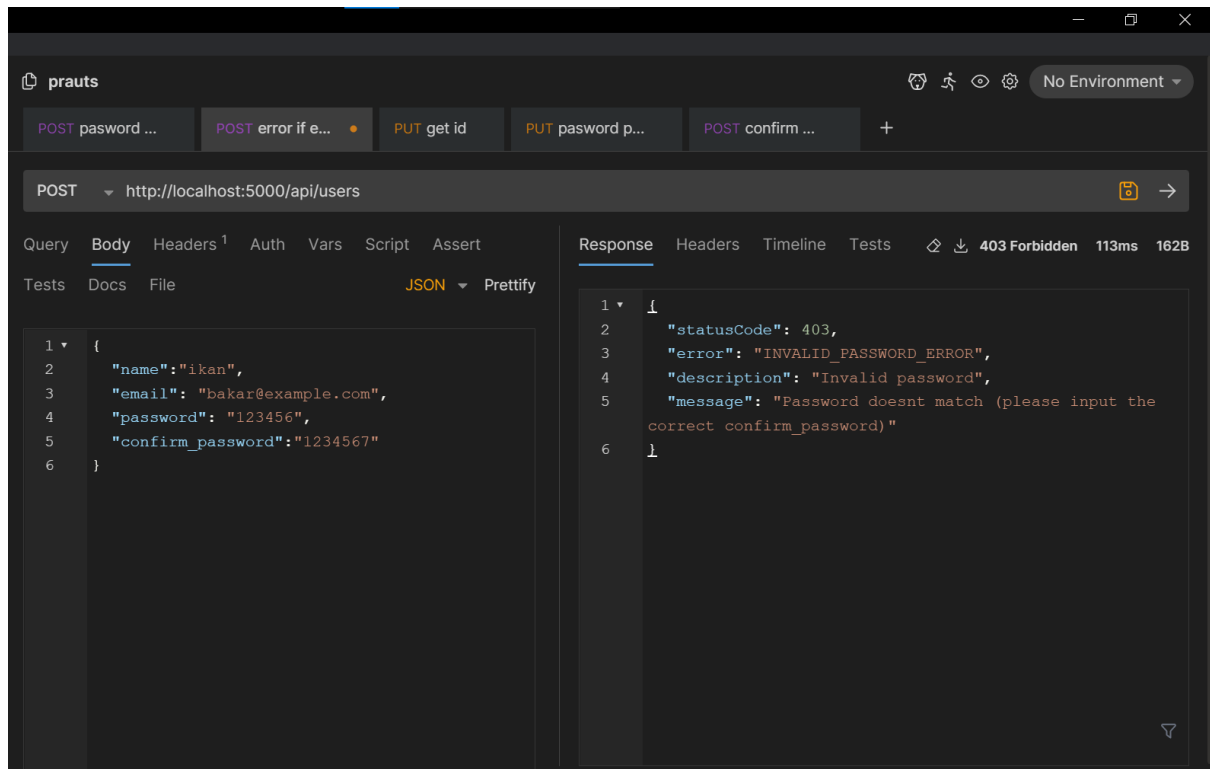 prauts
No Environment
POST pasword ...
POST error if e...
PUT get id
PUT pasword p...
POST confirm ...
+
POST http://localhost:5000/api/users
Query Body Headers 1 Auth Vars Script Assert
Tests Docs File JSON Prettify
1 {
2 "name":"ikan",
3 "email": "bakar@example.com",
4 "password": "123456",
5 "confirm_password":"1234567"
6 }
Response Headers Timeline Tests 403 Forbidden 113ms 162B
1 {
2 "statusCode": 403,
3 "error": "INVALID_PASSWORD_ERROR",
4 "description": "Invalid password",
5 "message": "Password doesnt match (please input the
correct confirm_password)"
6 }